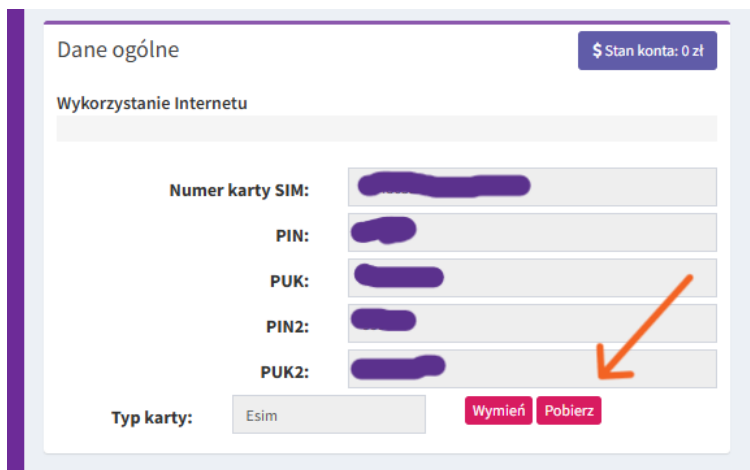 Dane ogólne
$ Stan konta: 0 zł
Wykorzystanie Internetu
Numer karty SIM:
PIN:
PUK:
PIN2:
PUK2:
Typ karty: Esim Wymień Pobierz